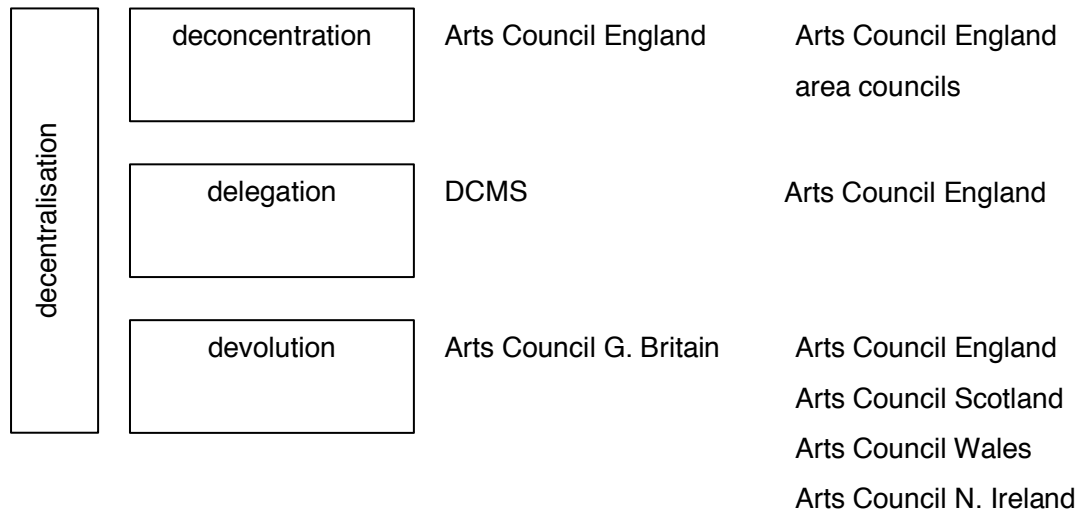 decentralisation
deconcentration Arts Council England Arts Council England
area councils
delegation DCMS Arts Council England
devolution Arts Council G. Britain Arts Council England
Arts Council Scotland
Arts Council Wales
Arts Council N. Ireland